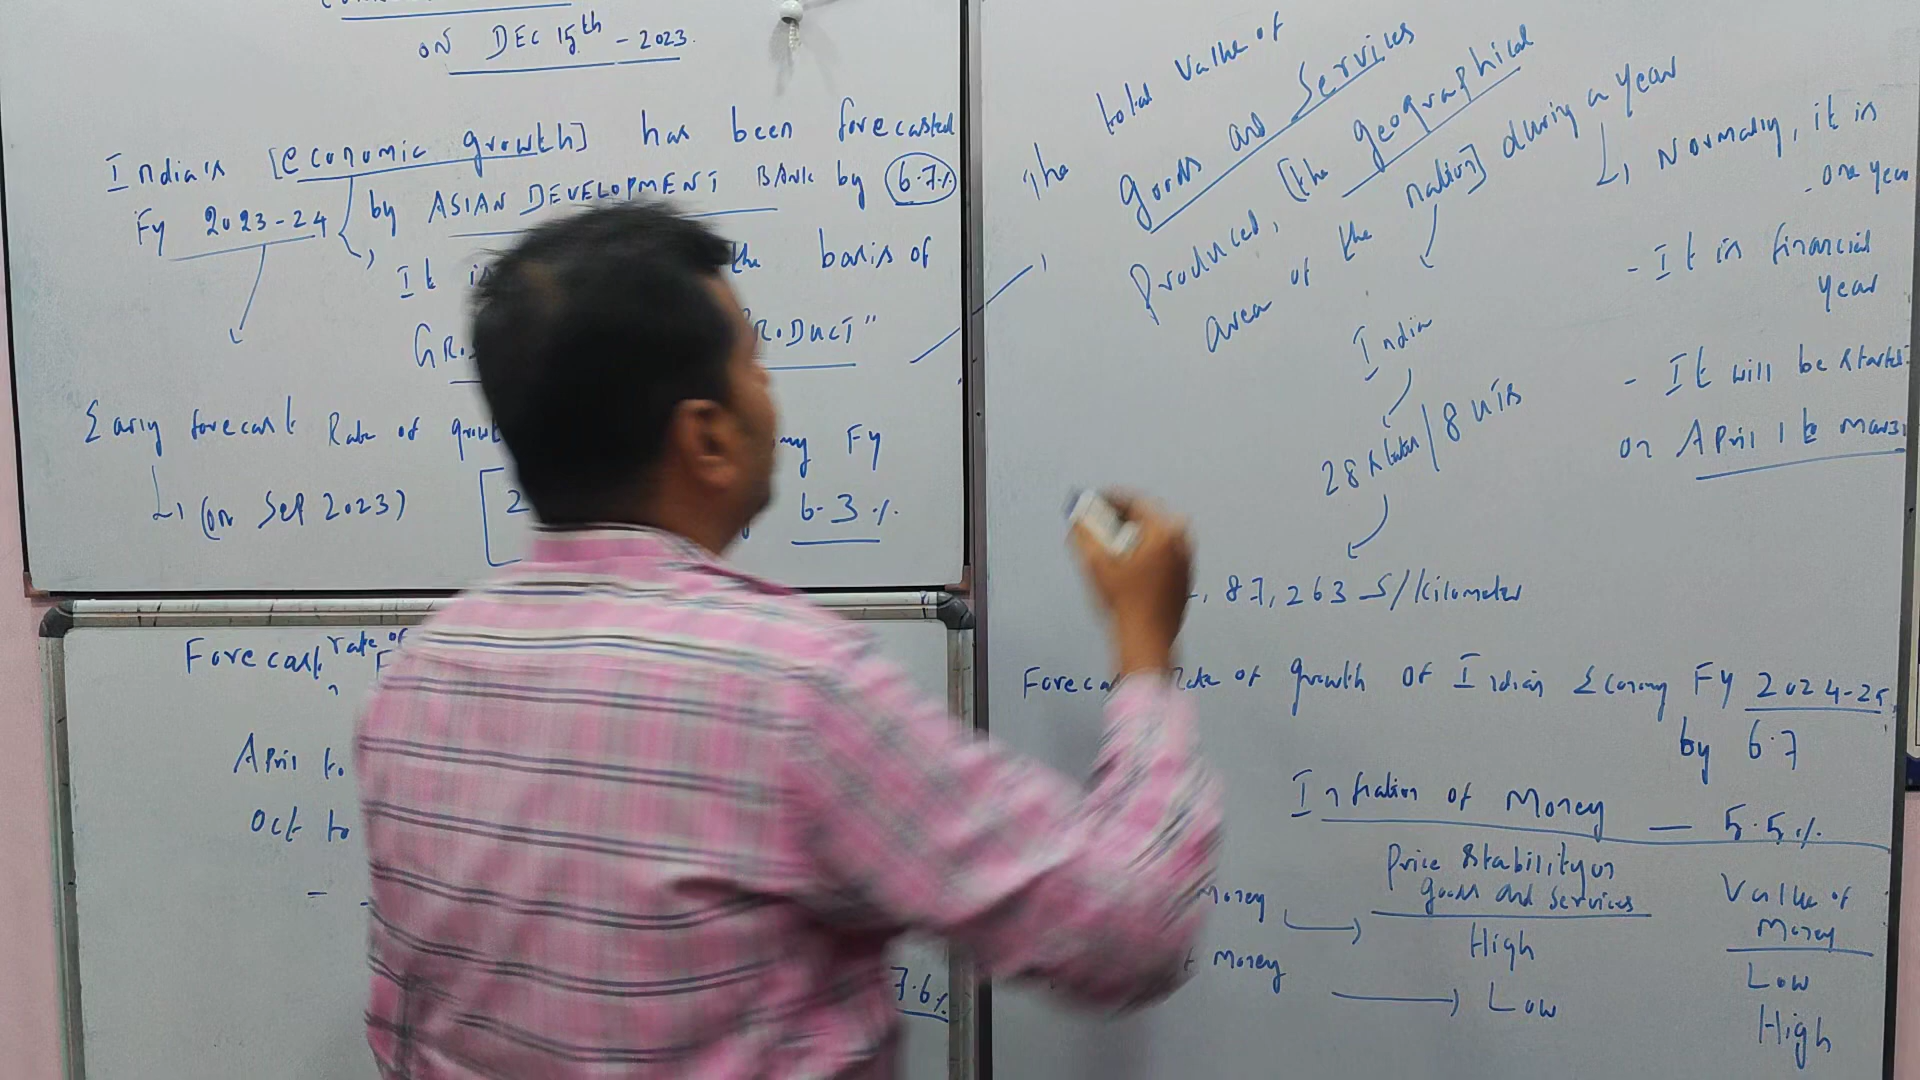 ON DEC 15th - 2023.
India's [economic growth] has been forecasted
FY 2023-24 by ASIAN DEVELOPMENT BANK by 6.7%
It is the basis of
PRODUCT"
Early forecast Rate of growth FY
(on Sep 2023) [2 6.3%.
Forecast rate of
April to
Oct to
-
7.6%
The total value of
goods and services
Produced, [the geographical
area of the nation] during a year
India
28 states / 8 UTs
, 87, 263 S/kilometer
Normally, it is
- one year
- It is financial
year
- It will be started
on April 1 to Mar 31
Rate of growth of Indian Economy FY 2024-25
by 6.7
Inflation of Money — 5.5%
Price stability on
goods and services
Value of
Money
Money → High Low
Money → Low High